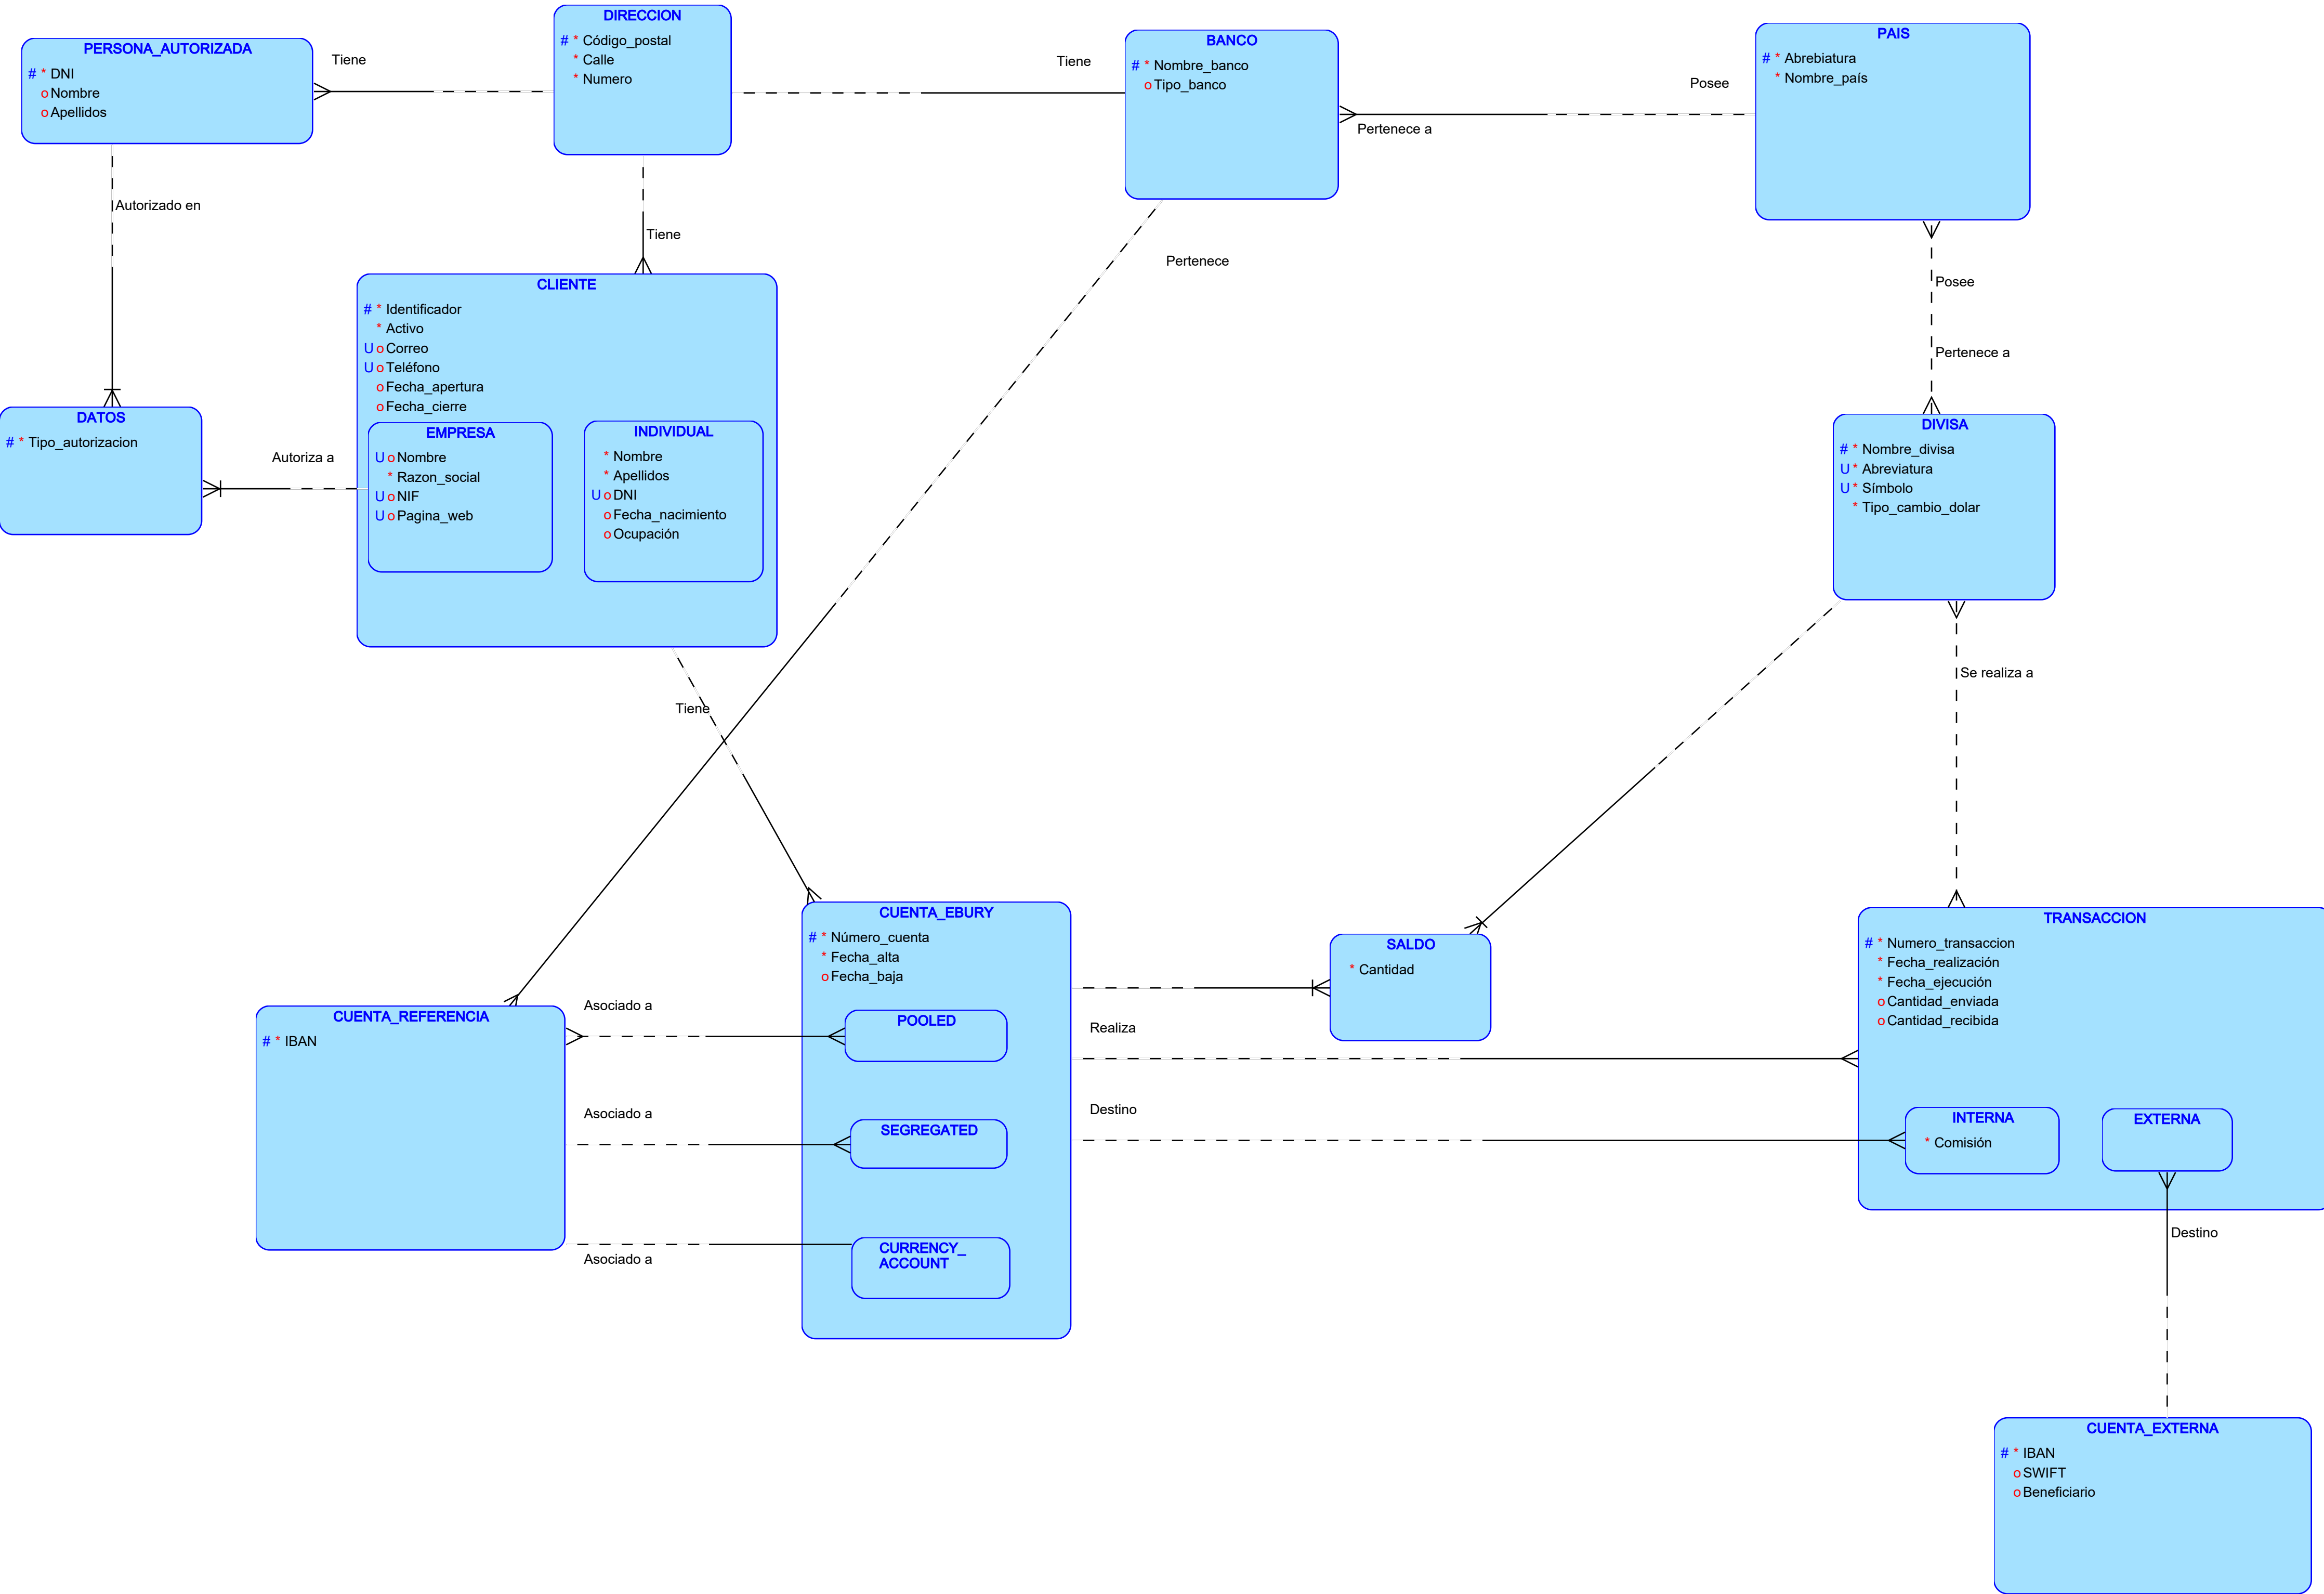 PERSONA_AUTORIZADA
# * DNI
o Nombre
o Apellidos
Tiene
DIRECCION
# * Código_postal
* Calle
* Numero
Tiene
BANCO
# * Nombre_banco
o Tipo_banco
Posee
Pertenece a
PAIS
# * Abrebiatura
* Nombre_país
Autorizado en
Tiene
Pertenece
Posee
Pertenece a
CLIENTE
# * Identificador
* Activo
U o Correo
U o Teléfono
o Fecha_apertura
o Fecha_cierre
EMPRESA
U o Nombre
* Razon_social
U o NIF
U o Pagina_web
INDIVIDUAL
* Nombre
* Apellidos
U o DNI
o Fecha_nacimiento
o Ocupación
DATOS
# * Tipo_autorizacion
Autoriza a
DIVISA
# * Nombre_divisa
U * Abreviatura
U * Símbolo
* Tipo_cambio_dolar
Se realiza a
Tiene
CUENTA_EBURY
# * Número_cuenta
* Fecha_alta
o Fecha_baja
POOLED
SEGREGATED
CURRENCY_
ACCOUNT
SALDO
* Cantidad
TRANSACCION
# * Numero_transaccion
* Fecha_realización
* Fecha_ejecución
o Cantidad_enviada
o Cantidad_recibida
INTERNA
* Comisión
EXTERNA
CUENTA_REFERENCIA
# * IBAN
Asociado a
Asociado a
Asociado a
Realiza
Destino
Destino
CUENTA_EXTERNA
# * IBAN
o SWIFT
o Beneficiario